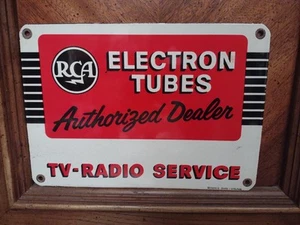 RCA
ELECTRON
TUBES
Authorized Dealer
TV-RADIO SERVICE